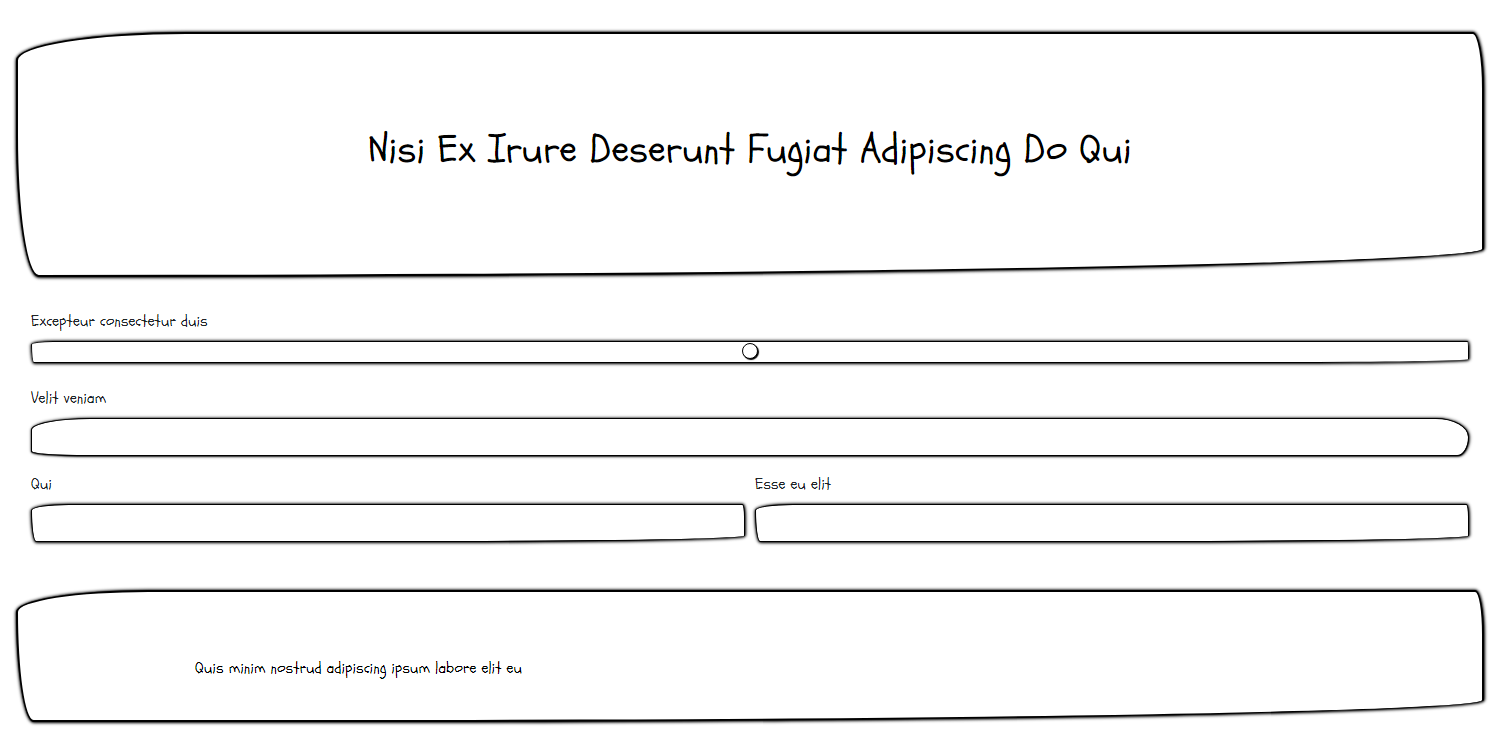 Nisi Ex Irure Deserunt Fugiat Adipiscing Do Qui
Excepteur consectetur duis
Velit veniam
Qui
Esse eu elit
Quis minim nostrud adipiscing ipsum labore elit eu